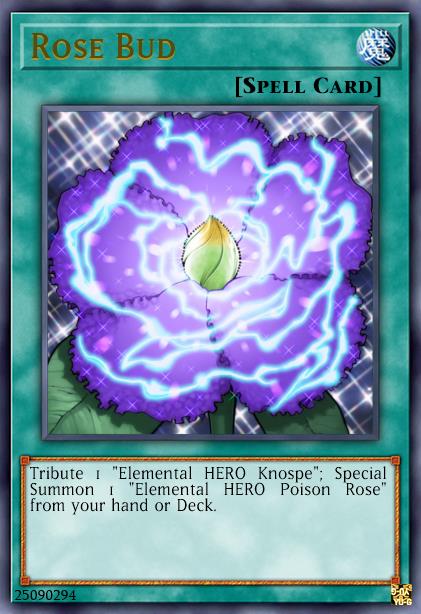 Rose Bud
魔
[Spell Card]
Tribute 1 "Elemental HERO Knospe"; Special
Summon 1 "Elemental HERO Poison Rose"
from your hand or Deck.
25090294